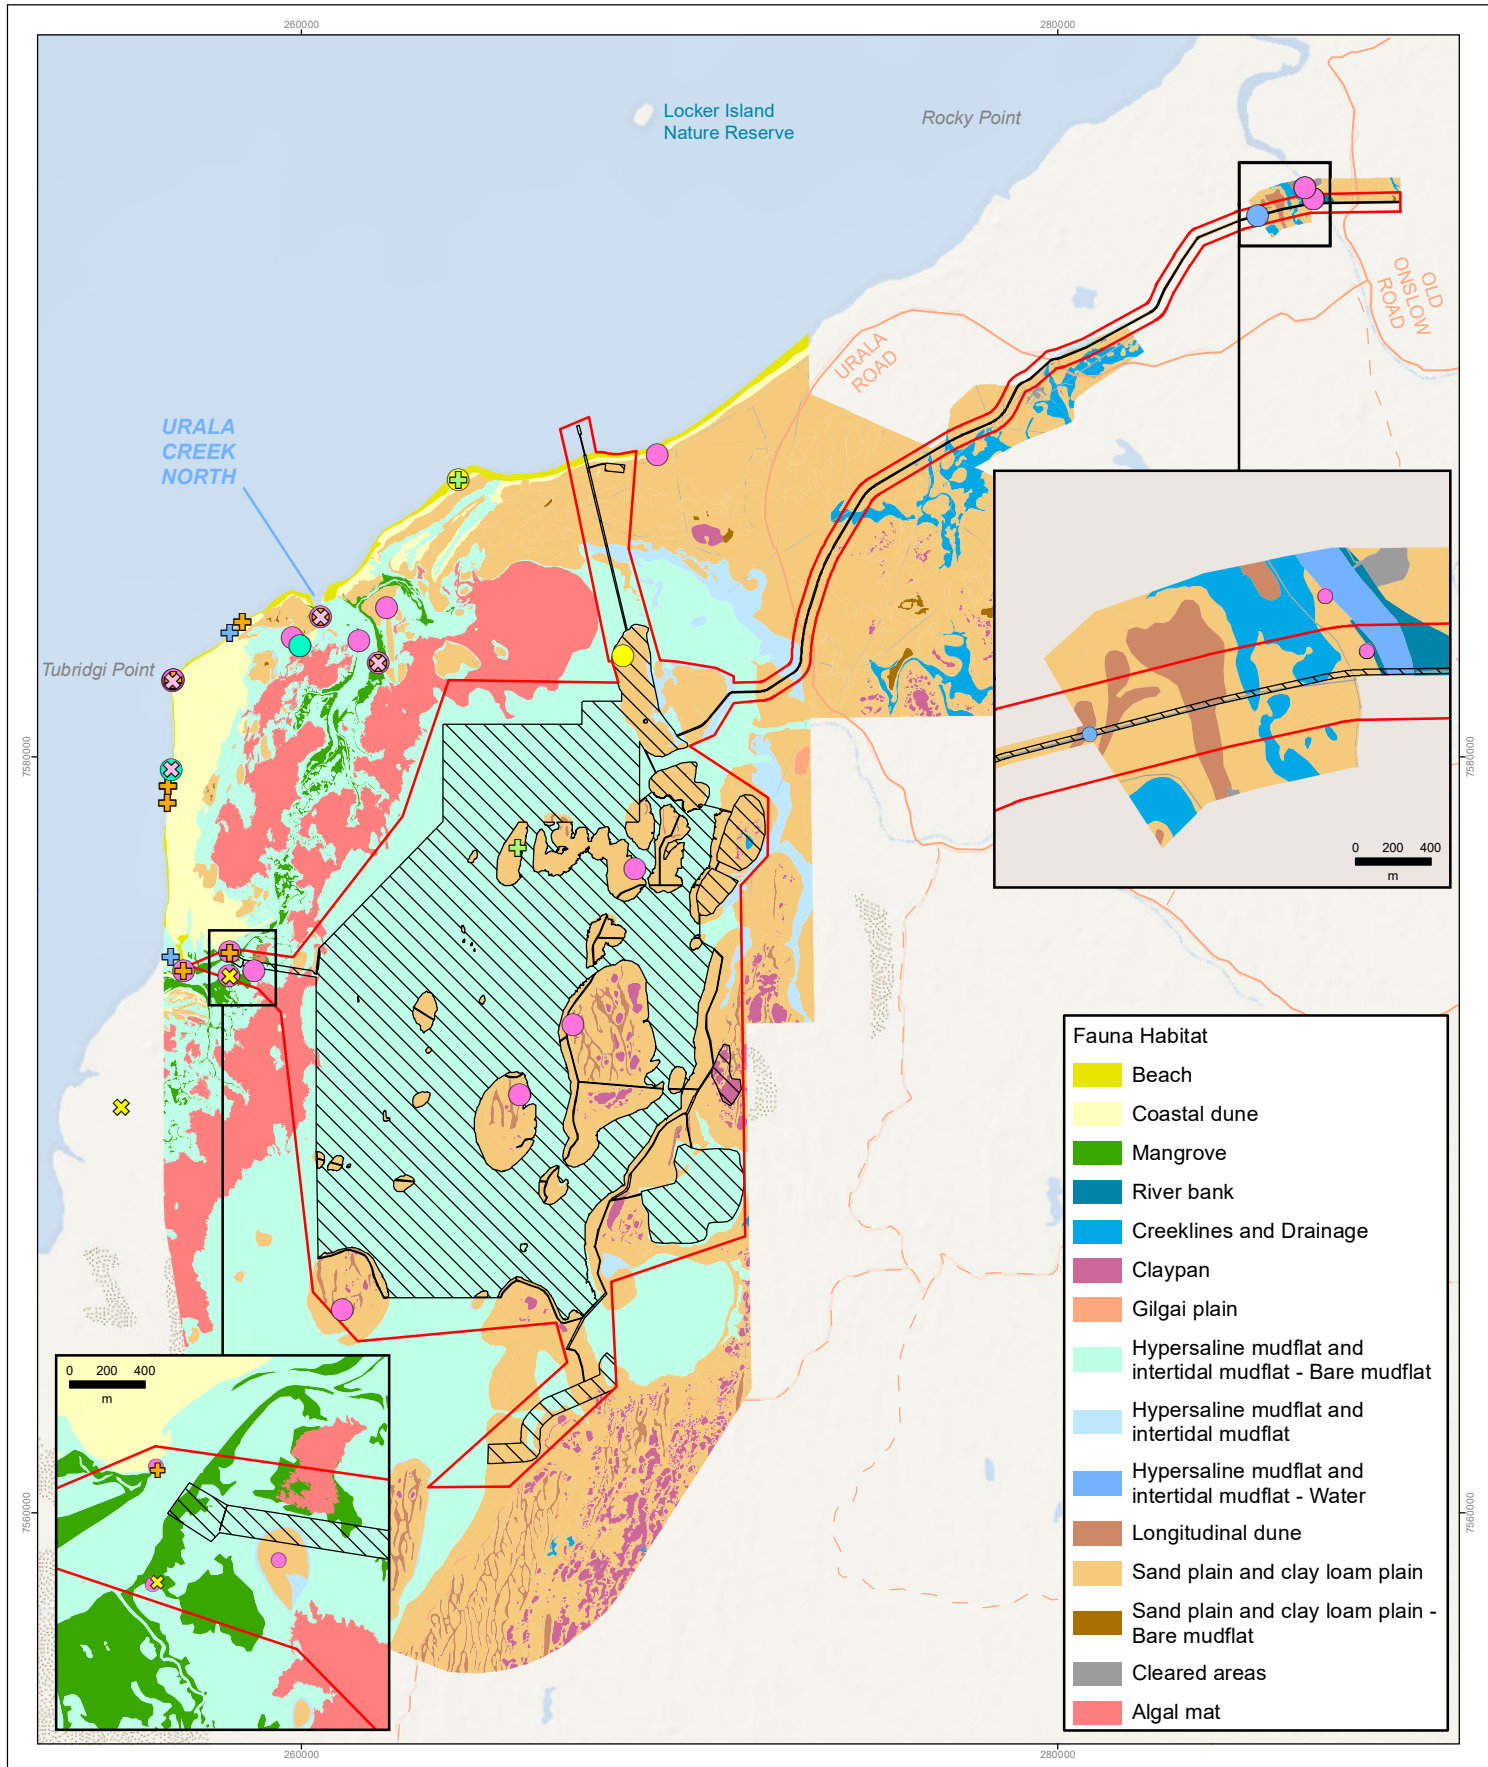 260000
280000
Locker Island
Nature Reserve
Rocky Point
OLD
ONSLOW
ROAD
URALA
ROAD
URALA
CREEK
NORTH
Tubridgi Point
7580000
7580000
0 200 400
m
Fauna Habitat
Beach
Coastal dune
Mangrove
River bank
Creeklines and Drainage
Claypan
Gilgai plain
Hypersaline mudflat and
intertidal mudflat - Bare mudflat
Hypersaline mudflat and
intertidal mudflat
Hypersaline mudflat and
intertidal mudflat - Water
Longitudinal dune
Sand plain and clay loam plain
Sand plain and clay loam plain -
Bare mudflat
Cleared areas
Algal mat
0 200 400
m
7560000
7560000
260000
280000